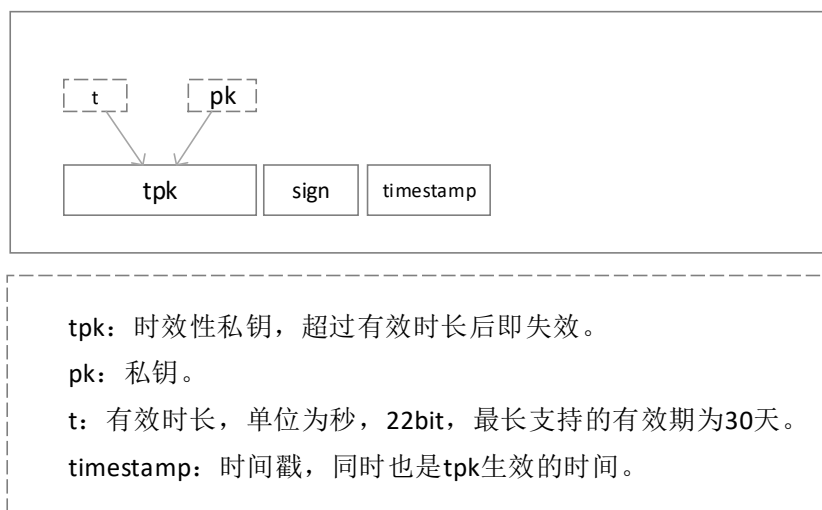 t
pk
tpk
sign
timestamp
tpk：时效性私钥，超过有效时长后即失效。
pk：私钥。
t：有效时长，单位为秒，22bit，最长支持的有效期为30天。
timestamp：时间戳，同时也是tpk生效的时间。